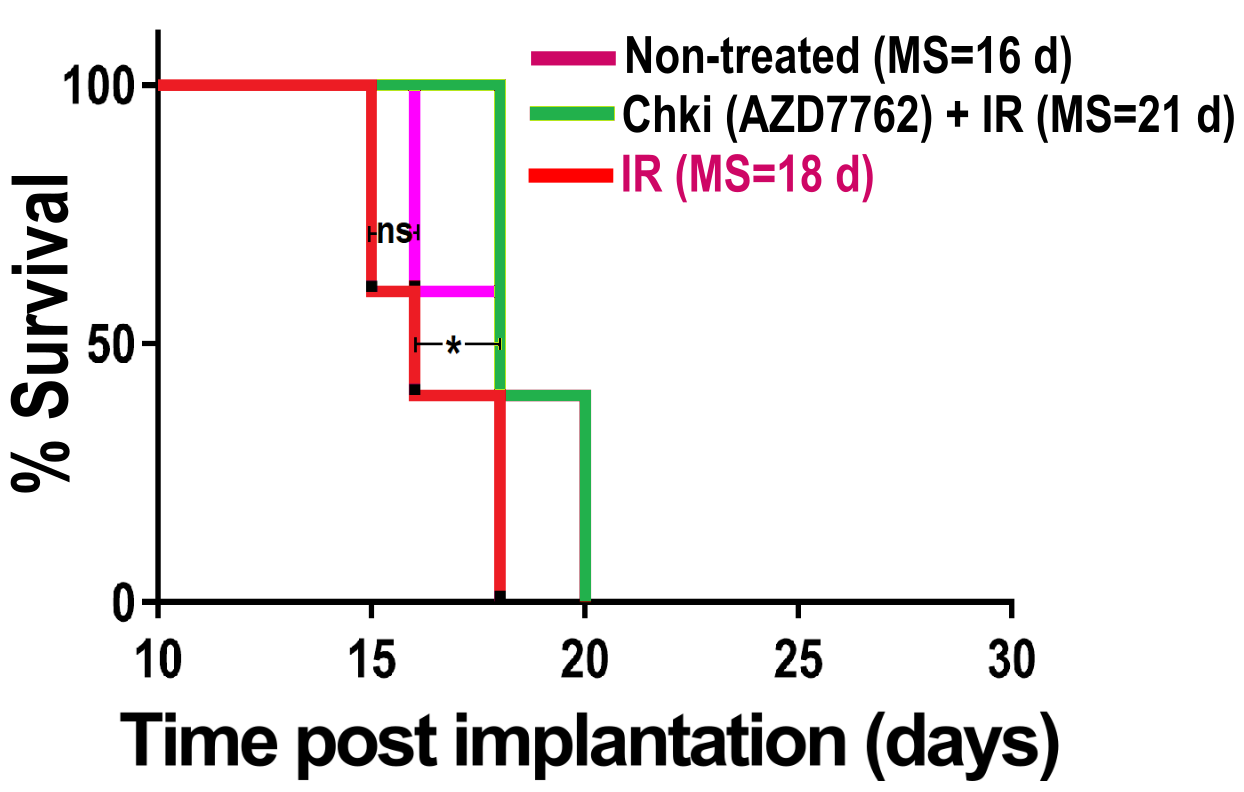 Non-treated (MS=16 d)
Chki (AZD7762) + IR (MS=21 d)
IR (MS=18 d)
% Survival
100
50
0
ns
*
10 15 20 25 30
Time post implantation (days)